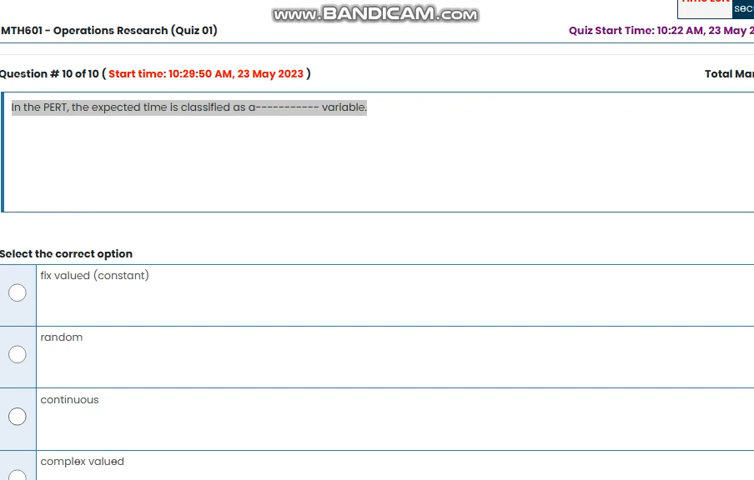 www.BANDICAM.com
sec
MTH601 - Operations Research (Quiz 01)
Quiz Start Time: 10:22 AM, 23 May 2
Question # 10 of 10 ( Start time: 10:29:50 AM, 23 May 2023 )
Total Mar
In the PERT, the expected time is classified as a----------- variable.
Select the correct option
fix valued (constant)
random
continuous
complex valued